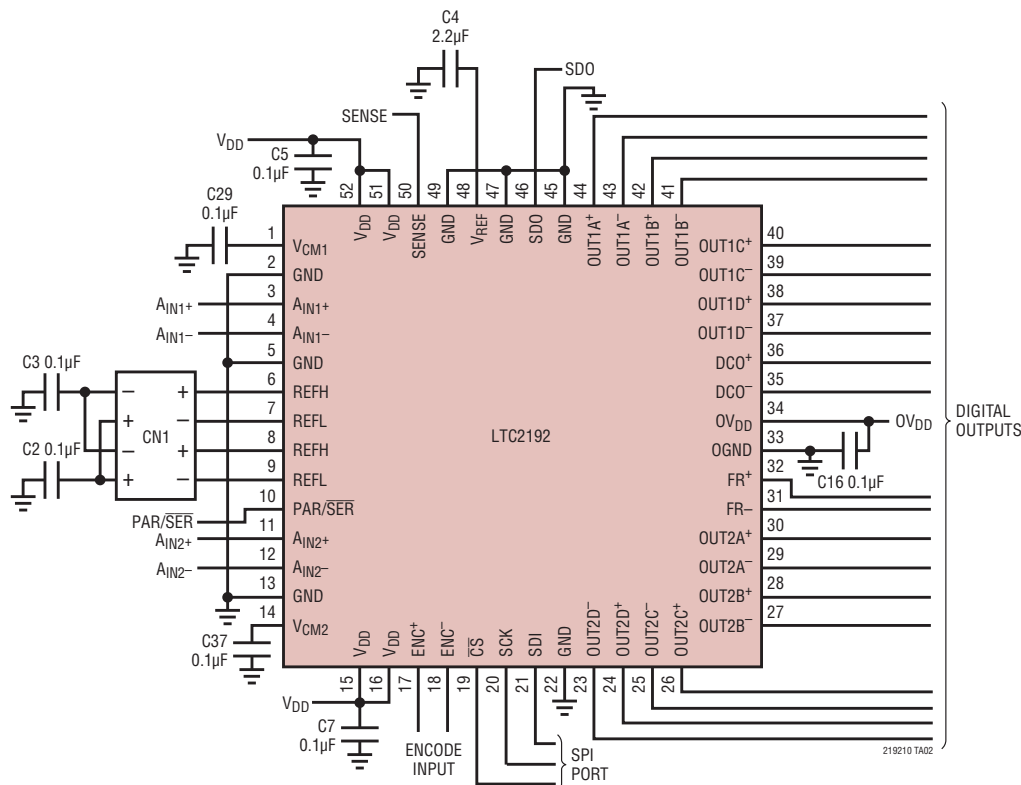 C4
2.2µF
SDO
SENSE
VDD
C5
0.1µF
C29
0.1µF
52
51
50
49
48
47
46
45
44
43
42
41
VDD
VDD
SENSE
GND
VREF
GND
SDO
GND
OUT1A+
OUT1A–
OUT1B+
OUT1B–
1
VCM1
2
GND
AIN1+
3
AIN1+
AIN1–
4
AIN1–
5
GND
C3 0.1µF
6
REFH
7
REFL
CN1
– +
+ –
– +
+ –
8
REFH
C2 0.1µF
9
REFL
10
PAR/SER
PAR/SER
11
AIN2+
AIN2+
12
AIN2–
AIN2–
13
GND
14
VCM2
C37
0.1µF
LTC2192
OUT1C+
40
OUT1C–
39
OUT1D+
38
OUT1D–
37
DCO+
36
DCO–
35
OVDD
34
OVDD
OGND
33
C16 0.1µF
FR+
32
FR–
31
OUT2A+
30
OUT2A–
29
OUT2B+
28
OUT2B–
27
DIGITAL
OUTPUTS
VDD
VDD
ENC+
ENC–
CS
SCK
SDI
GND
OUT2D–
OUT2D+
OUT2C–
OUT2C+
15
16
17
18
19
20
21
22
23
24
25
26
VDD
C7
0.1µF
ENCODE
INPUT
SPI
PORT
219210 TA02